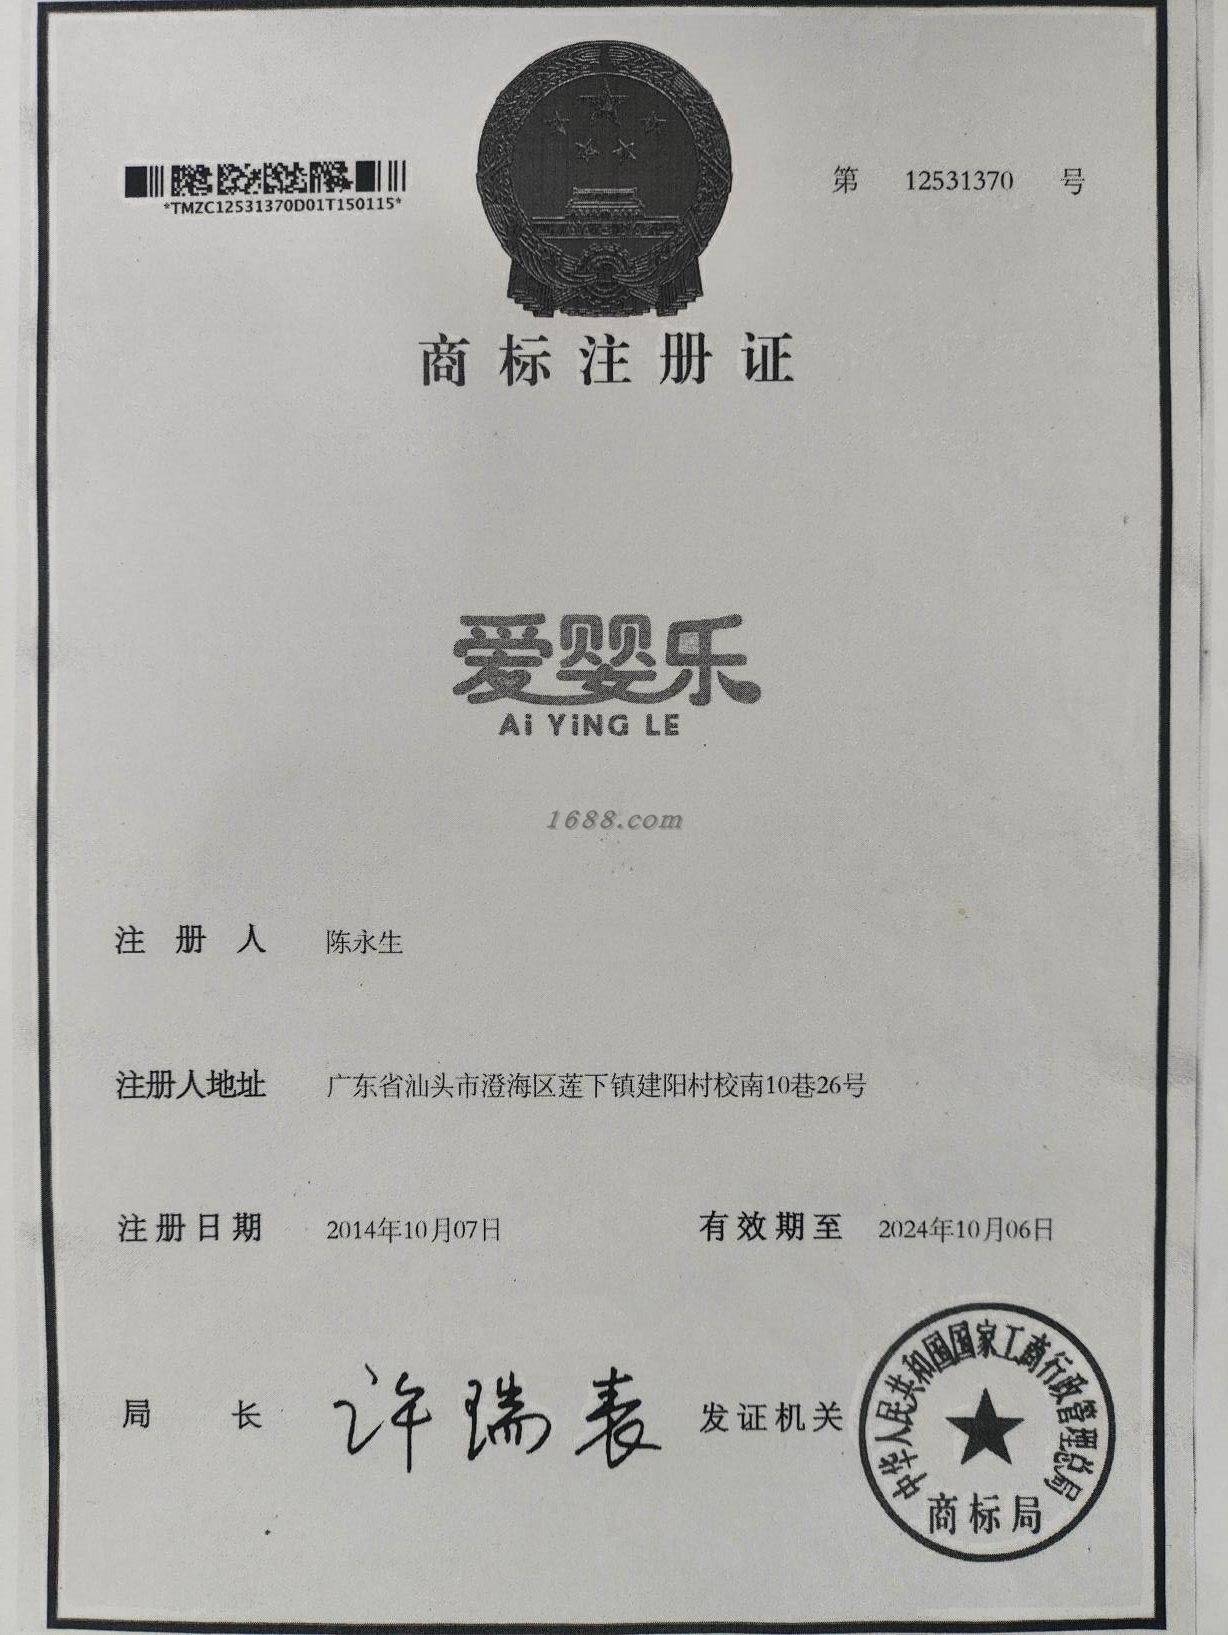 第 12531370 号
*TMZC12531370D01T150115*
商标注册证
爱婴乐
Ai YiNG LE
1688.com
注册人 陈永生
注册人地址 广东省汕头市澄海区莲下镇建阳村校南10巷26号
注册日期 2014年10月07日 有效期至 2024年10月06日
局长 许瑞表 发证机关
中华人民共和国国家工商行政管理总局
商标局